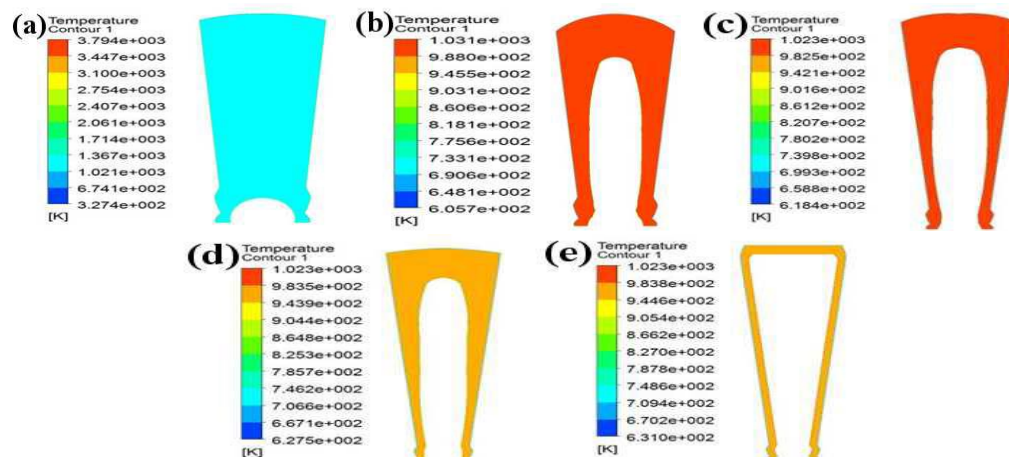 (a)
Temperature
Contour 1
3.794e+003
3.447e+003
3.100e+003
2.754e+003
2.407e+003
2.061e+003
1.714e+003
1.367e+003
1.021e+003
6.741e+002
3.274e+002
[K]
(b)
Temperature
Contour 1
1.031e+003
9.880e+002
9.455e+002
9.031e+002
8.606e+002
8.181e+002
7.756e+002
7.331e+002
6.906e+002
6.481e+002
6.057e+002
[K]
(c)
Temperature
Contour 1
1.023e+003
9.825e+002
9.421e+002
9.016e+002
8.612e+002
8.207e+002
7.802e+002
7.398e+002
6.993e+002
6.588e+002
6.184e+002
[K]
(d)
Temperature
Contour 1
1.023e+003
9.835e+002
9.439e+002
9.044e+002
8.648e+002
8.253e+002
7.857e+002
7.462e+002
7.066e+002
6.671e+002
6.275e+002
[K]
(e)
Temperature
Contour 1
1.023e+003
9.838e+002
9.446e+002
9.054e+002
8.662e+002
8.270e+002
7.878e+002
7.486e+002
7.094e+002
6.702e+002
6.310e+002
[K]